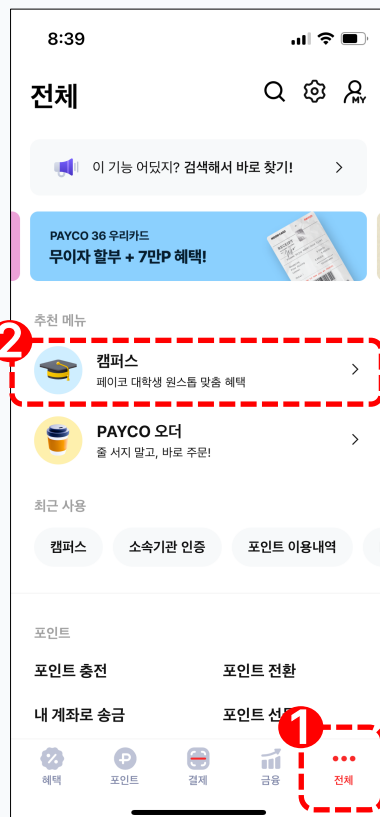 8:39
전체
MY
이 기능 어딨지? 검색해서 바로 찾기!
PAYCO 36 우리카드
무이자 할부 + 7만P 혜택!
추천 메뉴
2
캠퍼스
페이코 대학생 원스톱 맞춤 혜택
PAYCO 오더
줄 서지 말고, 바로 주문!
최근 사용
캠퍼스
소속기관 인증
포인트 이용내역
포인트
포인트 충전
포인트 전환
내 계좌로 송금
포인트
1
혜택
포인트
결제
금융
전체